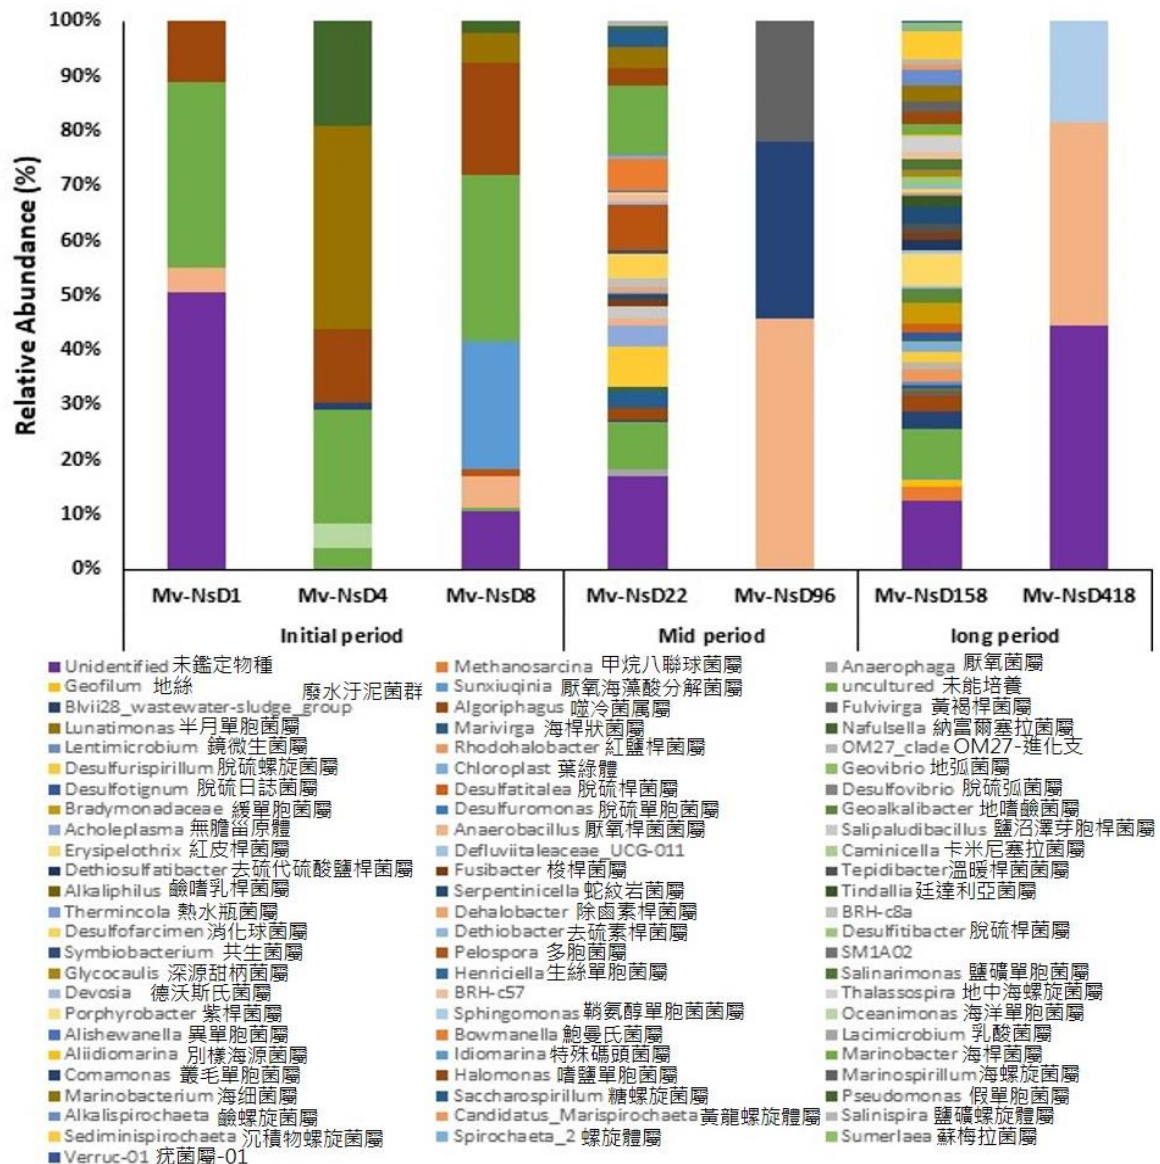 Relative Abundance (%)
100%
90%
80%
70%
60%
50%
40%
30%
20%
10%
0%
Mv-NsD1 Mv-NsD4 Mv-NsD8 Mv-NsD22 Mv-NsD96 Mv-NsD158 Mv-NsD418
Initial period Mid period long period
Unidentified 未鑑定物種 Methanosarcina 甲烷八聯球菌屬 Anaerophaga 厭氧菌屬
Geofilum 地絲 Sunxiuqinia 厭氧海藻酸分解菌屬 uncultured 未能培養
Blvii28_wastewater-sludge_group 廢水汙泥菌群 Algoriphagus 噬冷菌属屬 Fulvivirga 黃褐桿菌屬
Lunatimonas 半月單胞菌屬 Marivirga 海桿狀菌屬 Nafulsella 納富爾塞拉菌屬
Lentimicrobium 鏡微生菌屬 Rhodohalobacter 紅鹽桿菌屬 OM27_clade OM27-進化支
Desulfurispirillum 脫硫螺旋菌屬 Chloroplast 葉綠體 Geovibrio 地弧菌屬
Desulfotignum 脫硫日誌菌屬 Desulfatitalea 脫硫桿菌屬 Desulfovibrio 脫硫弧菌屬
Bradymonadaceae 緩單胞菌屬 Desulfuromonas 脫硫單胞菌屬 Geoalkalibacter 地嗜鹼菌屬
Acholeplasma 無膽甾原體 Anaerobacillus 厭氧桿菌菌屬 Salipaludibacillus 鹽沼澤芽胞桿菌屬
Erysipelothrix 紅皮桿菌屬 Defluviitaleaceae_UCG-011 Caminicella 卡米尼塞拉菌屬
Dethiosulfatibacter 去硫代硫酸鹽桿菌屬 Fusibacter 梭桿菌屬 Tepidibacter 溫暖桿菌菌屬
Alkaliphilus 鹼嗜乳桿菌屬 Serpentinicella 蛇紋岩菌屬 Tindallia 廷達利亞菌屬
Thermincola 熱水瓶菌屬 Dehalobacter 除鹵素桿菌屬 BRH-c8a
Desulfofarcimen 消化球菌屬 Dethiobacter 去硫素桿菌屬 Desulfitibacter 脫硫桿菌屬
Symbiobacterium 共生菌屬 Pelospora 多胞菌屬 SM1A02
Glycocaulis 深源甜柄菌屬 Henriciella 生絲單胞菌屬 Salinarimonas 鹽礦單胞菌屬
Devosia 德沃斯氏菌屬 BRH-c57 Thalassospira 地中海螺旋菌屬
Porphyrobacter 紫桿菌屬 Sphingomonas 鞘氨醇單胞菌菌屬 Oceanimonas 海洋單胞菌屬
Alishewanella 異單胞菌屬 Bowmanella 鮑曼氏菌屬 Lacimicrobium 乳酸菌屬
Aliidiomarina 別樣海源菌屬 Idiomarina 特殊碼頭菌屬 Marinobacter 海桿菌屬
Comamonas 叢毛單胞菌屬 Halomonas 嗜鹽單胞菌屬 Marinospirillum 海螺旋菌屬
Marinobacterium 海细菌屬 Saccharospirillum 糖螺旋菌屬 Pseudomonas 假單胞菌屬
Alkalispirochaeta 鹼螺旋菌屬 Candidatus_Marispirochaeta 黃龍螺旋體屬 Salinispira 鹽礦螺旋體屬
Sediminispirochaeta 沉積物螺旋菌屬 Spirochaeta_2 螺旋體屬 Sumerlaea 蘇梅拉菌屬
Verruc-01 疣菌屬-01